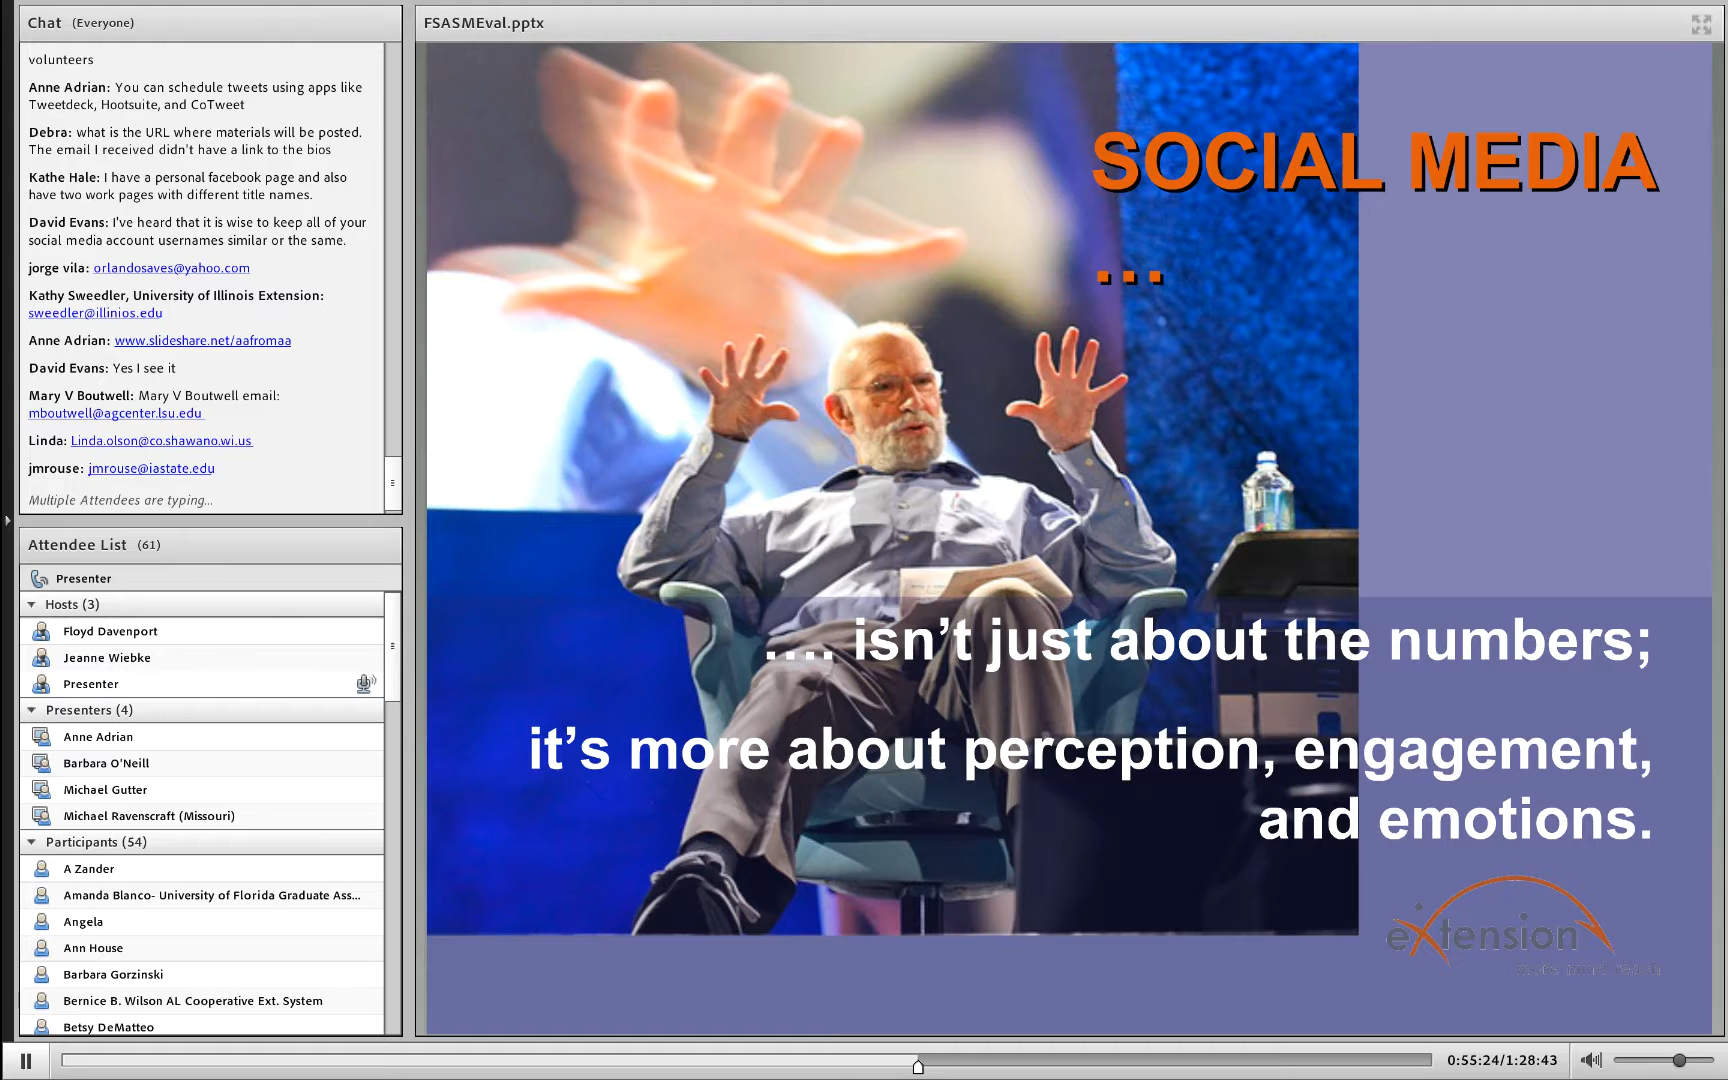 Chat (Everyone)
volunteers
Anne Adrian: You can schedule tweets using apps like
Tweetdeck, Hootsuite, and CoTweet
Debra: what is the URL where materials will be posted.
The email I received didn't have a link to the bios
Kathe Hale: I have a personal facebook page and also
have two work pages with different title names.
David Evans: I've heard that it is wise to keep all of your
social media account usernames similar or the same.
jorge vila: orlandosaves@yahoo.com
Kathy Sweedler, University of Illinois Extension:
sweedler@illinios.edu
Anne Adrian: www.slideshare.net/aafromaa
David Evans: Yes I see it
Mary V Boutwell: Mary V Boutwell email:
mboutwell@agcenter.lsu.edu
Linda: Linda.olson@co.shawano.wi.us
jmrouse: jmrouse@iastate.edu
Multiple Attendees are typing...
Attendee List (61)
Presenter
Hosts (3)
Floyd Davenport
Jeanne Wiebke
Presenter
Presenters (4)
Anne Adrian
Barbara O'Neill
Michael Gutter
Michael Ravenscraft (Missouri)
Participants (54)
A Zander
Amanda Blanco- University of Florida Graduate Ass...
Angela
Ann House
Barbara Gorzinski
Bernice B. Wilson AL Cooperative Ext. System
Betsy DeMatteo
FSASMEval.pptx
SOCIAL MEDIA
...
.... isn't just about the numbers;
it's more about perception, engagement,
and emotions.
eXtension
0:55:24/1:28:43